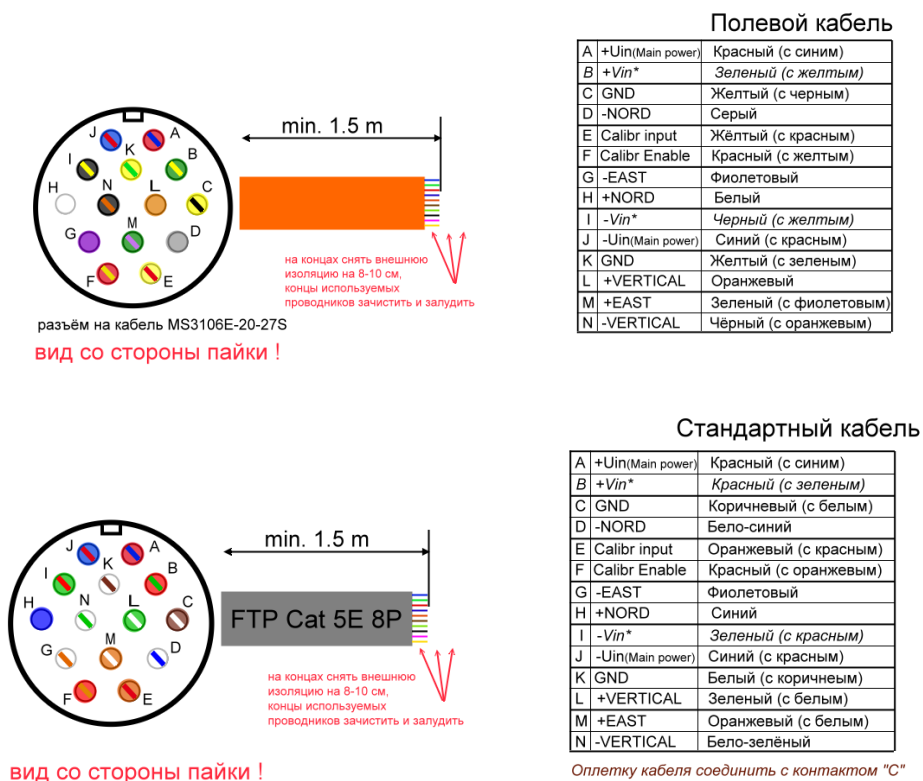 Полевой кабель
A +Uin(Main power) Красный (с синим)
B +Vin* Зеленый (с желтым)
C GND Желтый (с черным)
D -NORD Серый
E Calibr input Жёлтый (с красным)
F Calibr Enable Красный (с желтым)
G -EAST Фиолетовый
H +NORD Белый
I -Vin* Черный (с желтым)
J -Uin(Main power) Синий (с красным)
K GND Желтый (с зеленым)
L +VERTICAL Оранжевый
M +EAST Зеленый (с фиолетовым)
N -VERTICAL Чёрный (с оранжевым)
min. 1.5 m
J A
K
I B
H N L C
M
G D
F E
на концах снять внешнюю
изоляцию на 8-10 см,
концы используемых
проводников зачистить и залудить
разъём на кабель MS3106E-20-27S
вид со стороны пайки !
Стандартный кабель
A +Uin(Main power) Красный (с синим)
B +Vin* Красный (с зеленым)
C GND Коричневый (с белым)
D -NORD Бело-синий
E Calibr input Оранжевый (с красным)
F Calibr Enable Красный (с оранжевым)
G -EAST Фиолетовый
H +NORD Синий
I -Vin* Зеленый (с красным)
J -Uin(Main power) Синий (с красным)
K GND Белый (с коричнеым)
L +VERTICAL Зеленый (с белым)
M +EAST Оранжевый (с белым)
N -VERTICAL Бело-зелёный
Оплетку кабеля соединить с контактом "C"
min. 1.5 m
J A
K
I B
H N L C
M
G D
F E
FTP Cat 5E 8P
на концах снять внешнюю
изоляцию на 8-10 см,
концы используемых
проводников зачистить и залудить
вид со стороны пайки !